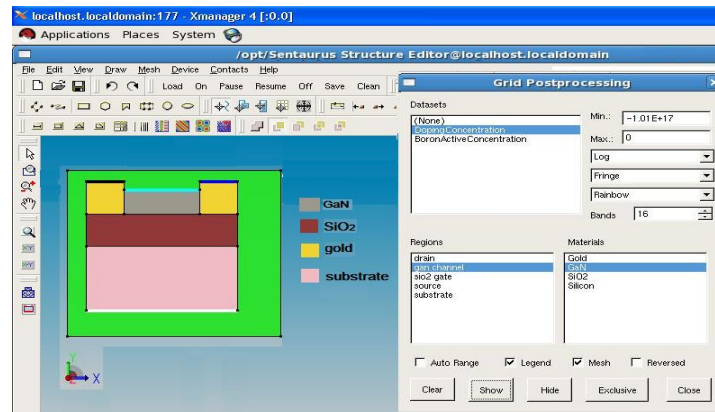 localhost.localdomain:177 - Xmanager 4 [:0.0]
Applications Places System
/opt/Sentaurus Structure Editor@localhost.localdomain
File Edit View Draw Mesh Device Contacts Help
Load On Pause Resume Off Save Clean
Grid Postprocessing
Datasets
(None)
DopingConcentration
BoronActiveConcentration
Min.: -1.01E+17
Max.: 0
Log
Fringe
Rainbow
Bands 16
GaN
SiO2
gold
substrate
Regions
drain
gan channel
sio2 gate
source
substrate
Materials
Gold
GaN
SiO2
Silicon
Auto Range Legend Mesh Reversed
Clear Show Hide Exclusive Close
Y
Z X